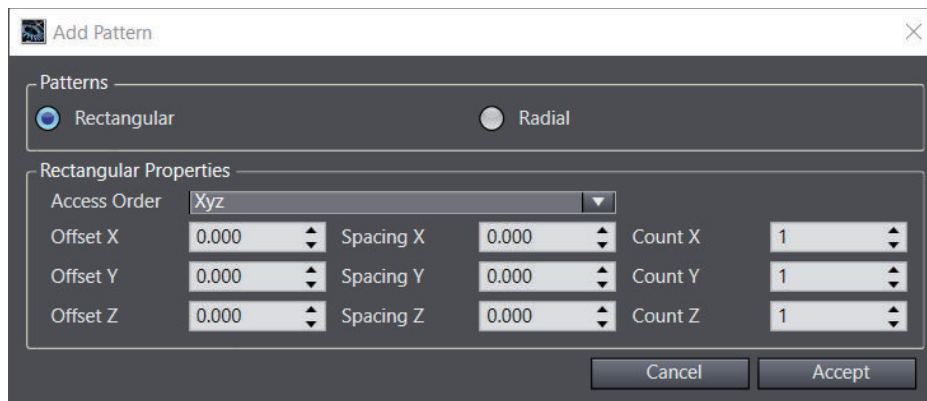 Add Pattern
Patterns
Rectangular Radial
Rectangular Properties
Access Order Xyz
Offset X 0.000 Spacing X 0.000 Count X 1
Offset Y 0.000 Spacing Y 0.000 Count Y 1
Offset Z 0.000 Spacing Z 0.000 Count Z 1
Cancel Accept